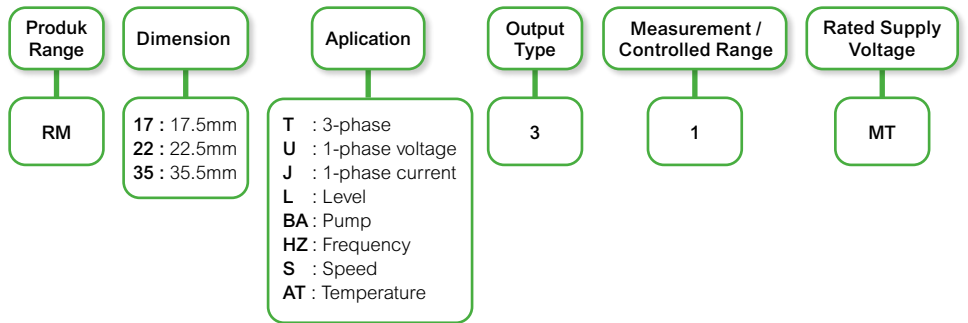 Produk
Range
Dimension
Aplication
Output
Type
Measurement /
Controlled Range
Rated Supply
Voltage
RM
17 : 17.5mm
22 : 22.5mm
35 : 35.5mm
T : 3-phase
U : 1-phase voltage
J : 1-phase current
L : Level
BA : Pump
HZ : Frequency
S : Speed
AT : Temperature
3
1
MT